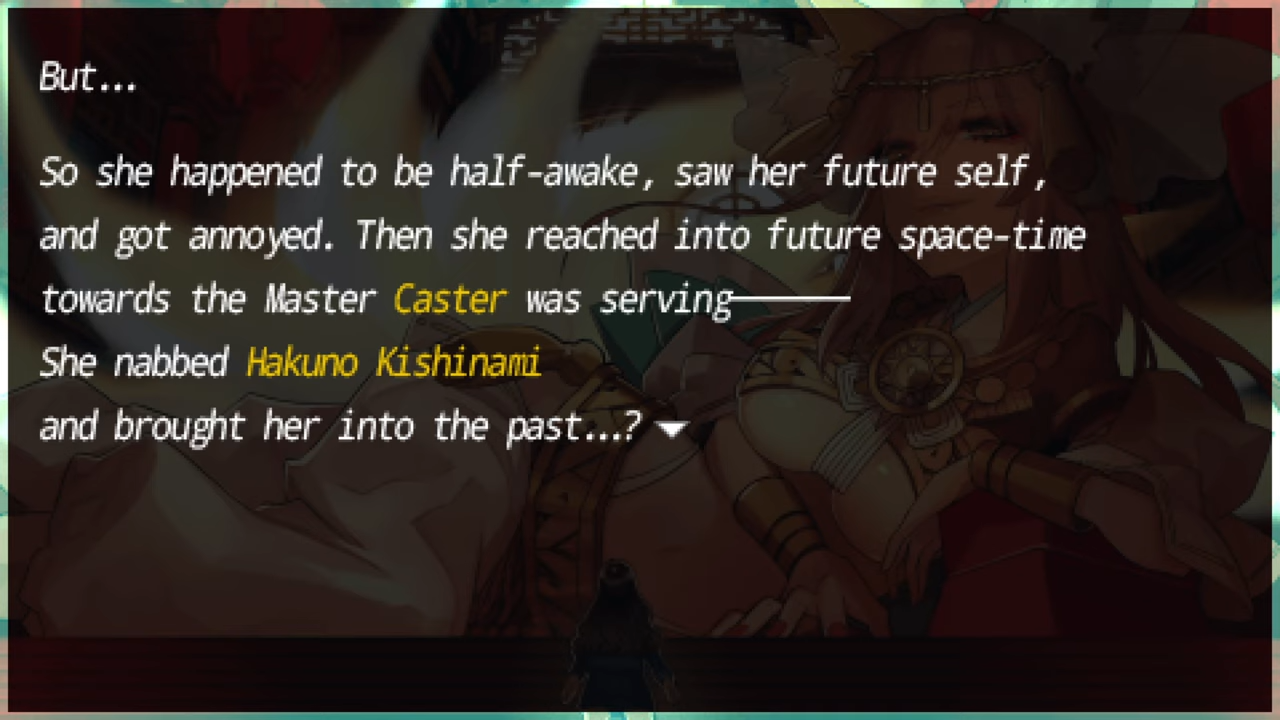 But...
So she happened to be half-awake, saw her future self,
and got annoyed. Then she reached into future space-time
towards the Master Caster was serving———
She nabbed Hakuno Kishinami
and brought her into the past...?